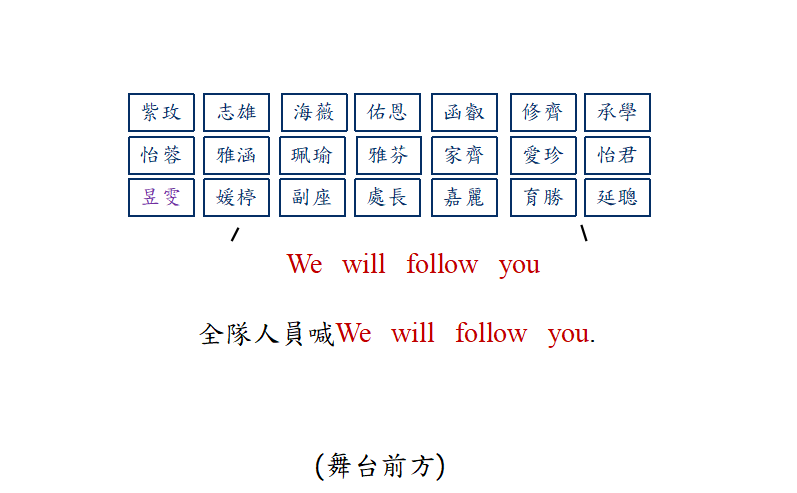 紫玫 志雄 海薇 佑恩 函叡 修齊 承學
怡蓉 雅涵 珮瑜 雅芬 家齊 愛珍 怡君
昱雯 媛椁 副座 處長 嘉麗 育勝 延聰
We will follow you
全隊人員喊We will follow you.
(舞台前方)